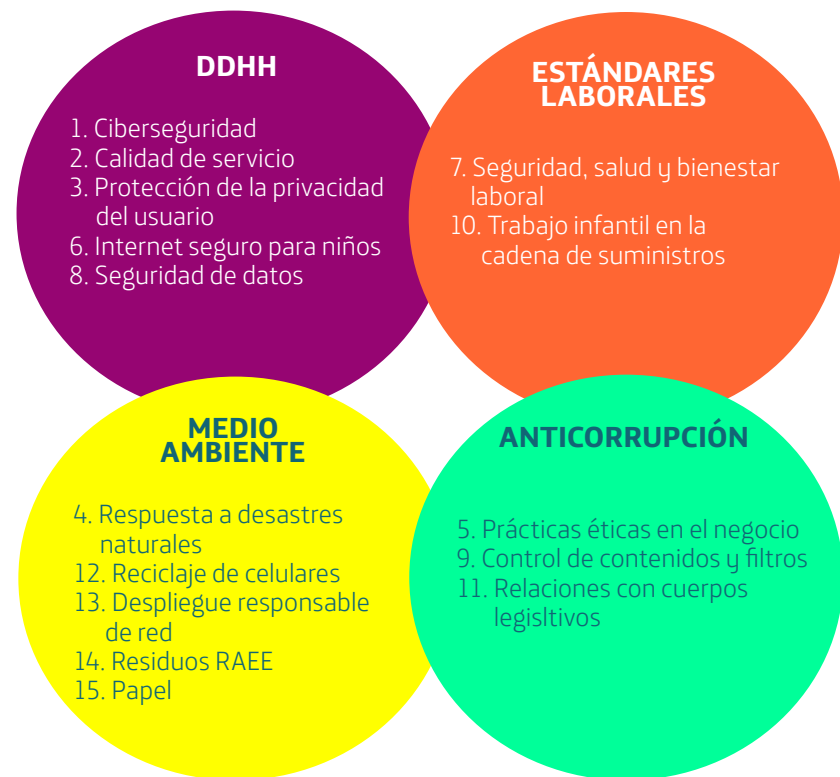 DDHH
1. Ciberseguridad
2. Calidad de servicio
3. Protección de la privacidad
del usuario
6. Internet seguro para niños
8. Seguridad de datos
ESTÁNDARES
LABORALES
7. Seguridad, salud y bienestar
laboral
10. Trabajo infantil en la
cadena de suministros
MEDIO
AMBIENTE
4. Respuesta a desastres
naturales
12. Reciclaje de celulares
13. Despliegue responsable
de red
14. Residuos RAEE
15. Papel
ANTICORRUPCIÓN
5. Prácticas éticas en el negocio
9. Control de contenidos y filtros
11. Relaciones con cuerpos
legisltivos